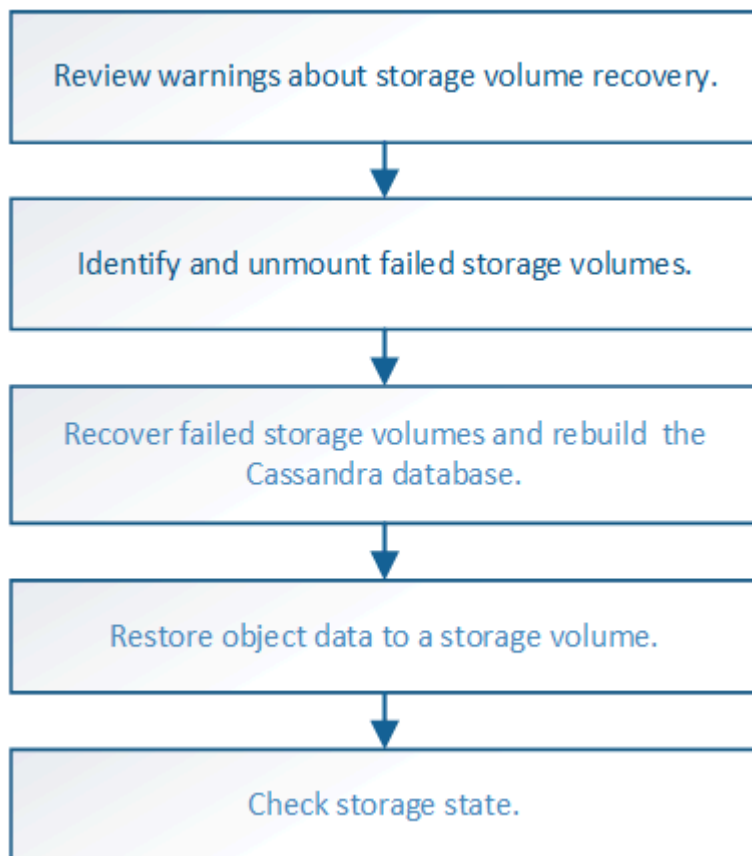 Review warnings about storage volume recovery.
Identify and unmount failed storage volumes.
Recover failed storage volumes and rebuild the
Cassandra database.
Restore object data to a storage volume.
Check storage state.